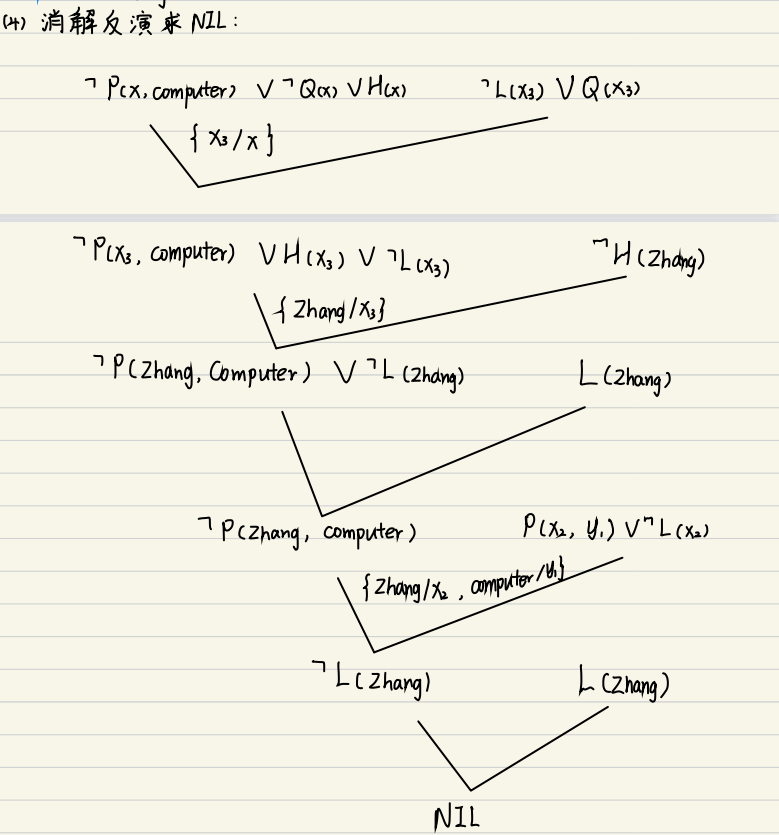 (4) 消解反演求NIL:
¬P(x,computer) ∨ ¬Q(x) ∨ H(x) ¬L(x₃) ∨ Q(x₃)
{x₃/x}
¬P(x₃, computer) ∨ H(x₃) ∨ ¬L(x₃) ¬H(Zhang)
{Zhang/x₃}
¬P(Zhang, Computer) ∨ ¬L(Zhang) L(Zhang)
¬P(Zhang, computer) P(x₂, y₁) ∨ ¬L(x₂)
{Zhang/x₂, computer/y₁}
¬L(Zhang) L(Zhang)
NIL